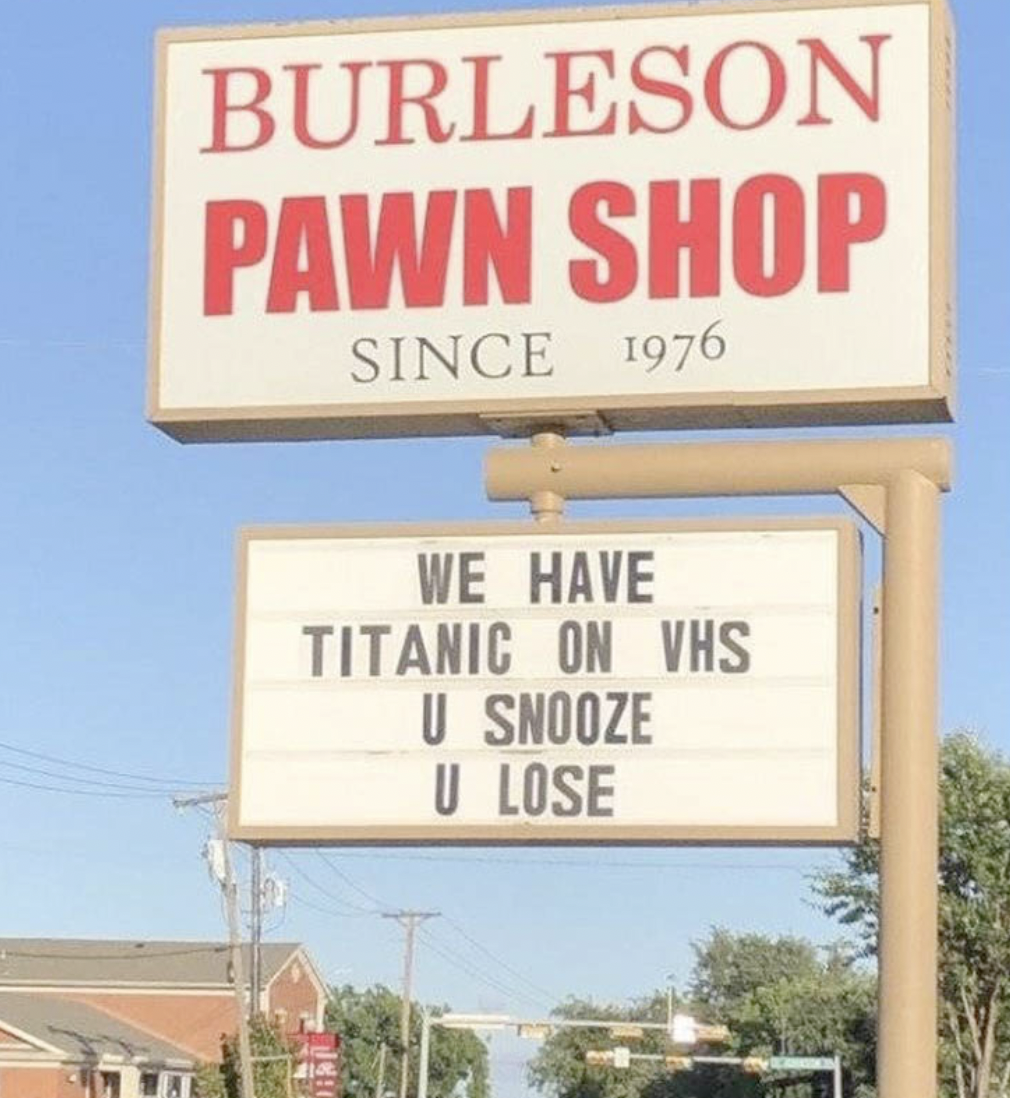 BURLESON
PAWN SHOP
SINCE 1976
WE HAVE
TITANIC ON VHS
U SNOOZE
U LOSE